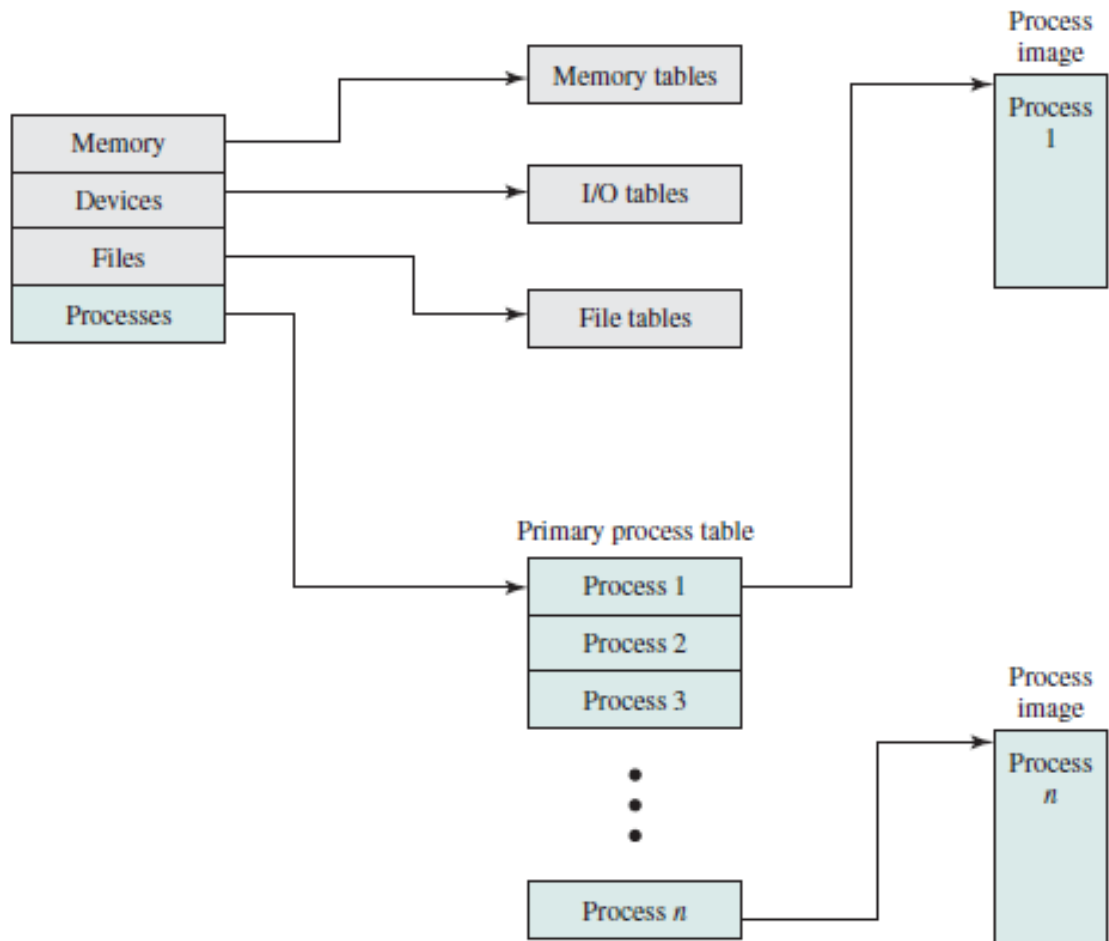 Process
image
Memory tables
Process
1
Memory
Devices
I/O tables
Files
Processes
File tables
Primary process table
Process 1
Process 2
Process 3
Process
image
Process
n
Process n